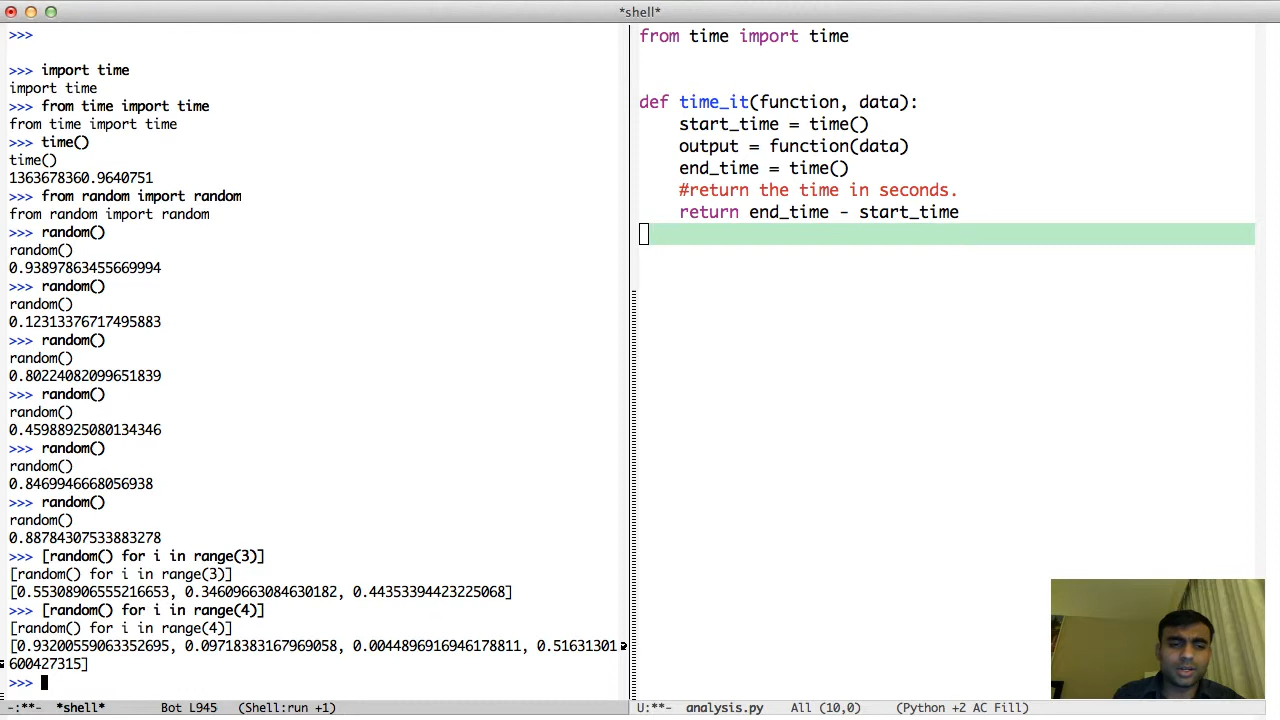 *shell*
>>>
>>> import time
import time
>>> from time import time
from time import time
>>> time()
time()
1363678360.9640751
>>> from random import random
from random import random
>>> random()
random()
0.93897863455669994
>>> random()
random()
0.12313376717495883
>>> random()
random()
0.80224082099651839
>>> random()
random()
0.45988925080134346
>>> random()
random()
0.8469946668056938
>>> random()
random()
0.88784307533883278
>>> [random() for i in range(3)]
[random() for i in range(3)]
[0.55308906555216653, 0.34609663084630182, 0.44353394423225068]
>>> [random() for i in range(4)]
[random() for i in range(4)]
[0.93200559063352695, 0.09718383167969058, 0.0044896916946178811, 0.51631301
600427315]
>>>
-:**-  *shell*     Bot L945  (Shell:run +1)
from time import time
def time_it(function, data):
    start_time = time()
    output = function(data)
    end_time = time()
    #return the time in seconds.
    return end_time - start_time
U:**-  analysis.py    All (10,0)    (Python +2 AC Fill)